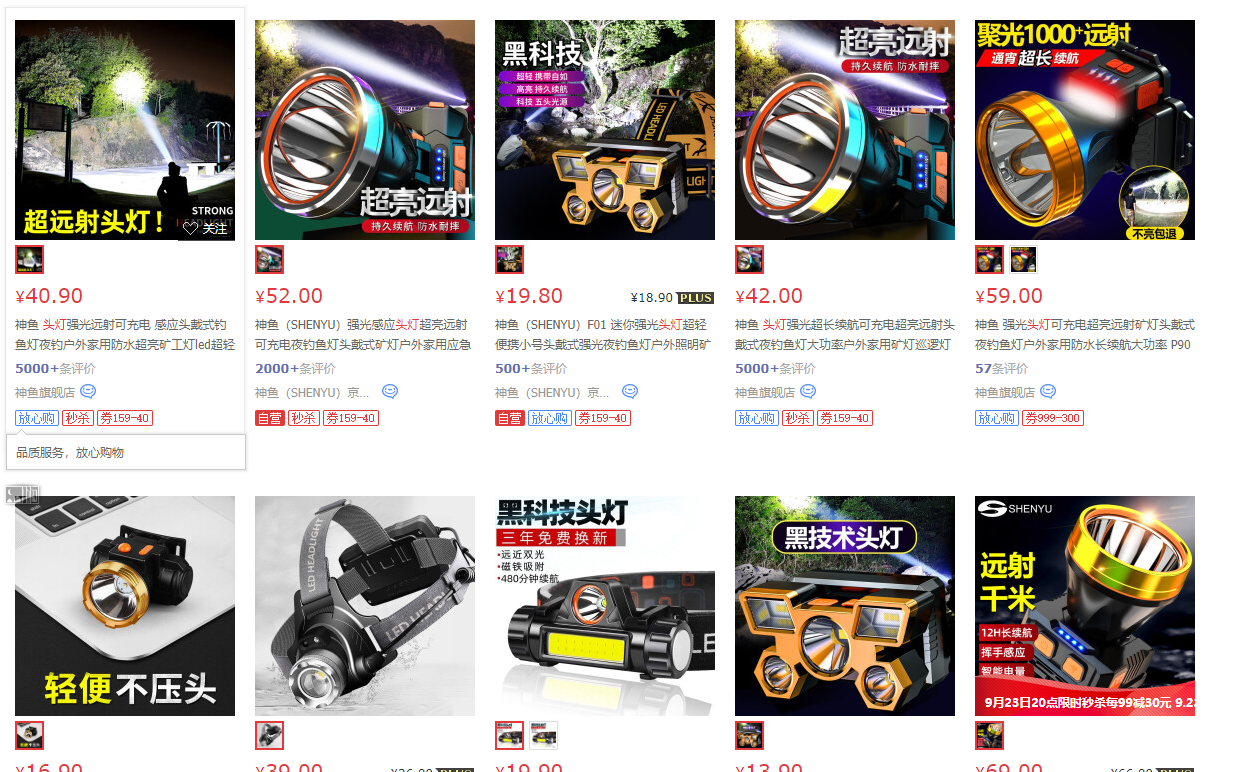 超远射头灯！
STRONG
HEADLIGHT
关注
超亮远射
持久续航 防水耐摔
黑科技
超轻 携带自如
高亮 持久续航
科技 五头光源
LED HEADL
LIGHT
超亮远射
持久续航 防水耐摔
聚光1000⁺远射
通宵超长续航
不亮包退
¥40.90
¥52.00
¥19.80
¥18.90 PLUS
¥42.00
¥59.00
神鱼 头灯强光远射可充电 感应头戴式钓
鱼灯夜钓户外家用防水超亮矿工灯led超轻
5000+条评价
神鱼旗舰店
放心购 秒杀 券159-40
品质服务，放心购物
神鱼（SHENYU）强光感应头灯超亮远射
可充电夜钓鱼灯头戴式矿灯户外家用应急
2000+条评价
神鱼（SHENYU）京...
自营 秒杀 券159-40
神鱼（SHENYU）F01 迷你强光头灯超轻
便携小号头戴式强光夜钓鱼灯户外照明矿
500+条评价
神鱼（SHENYU）京...
自营 放心购 券159-40
神鱼 头灯强光超长续航可充电超亮远射头
戴式夜钓鱼灯大功率户外家用矿灯巡逻灯
5000+条评价
神鱼旗舰店
放心购 秒杀 券159-40
神鱼 强光头灯可充电超亮远射矿灯头戴式
夜钓鱼灯户外家用防水长续航大功率 P90
57条评价
神鱼旗舰店
放心购 券999-300
轻便不压头
LED HEADLIGHT
LED HEADL
黑科技头灯
三年免费换新
•远近双光
•磁铁吸附
•480分钟续航
黑技术头灯
SHENYU
远射
千米
12H长续航
挥手感应
智能电量
9月23日20点限时秒杀每99减30元 9.2
¥16.90
¥39.00
¥36.00 PLUS
¥19.90
¥13.90
¥69.00
¥66.00 PLUS